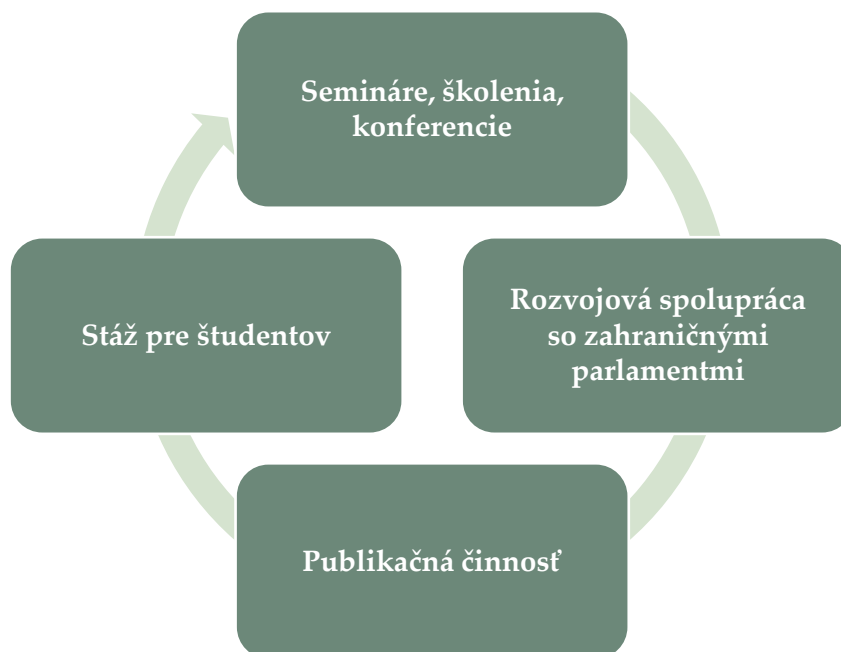 Semináre, školenia,
konferencie
Stáž pre študentov
Rozvojová spolupráca
so zahraničnými
parlamentmi
Publikačná činnosť